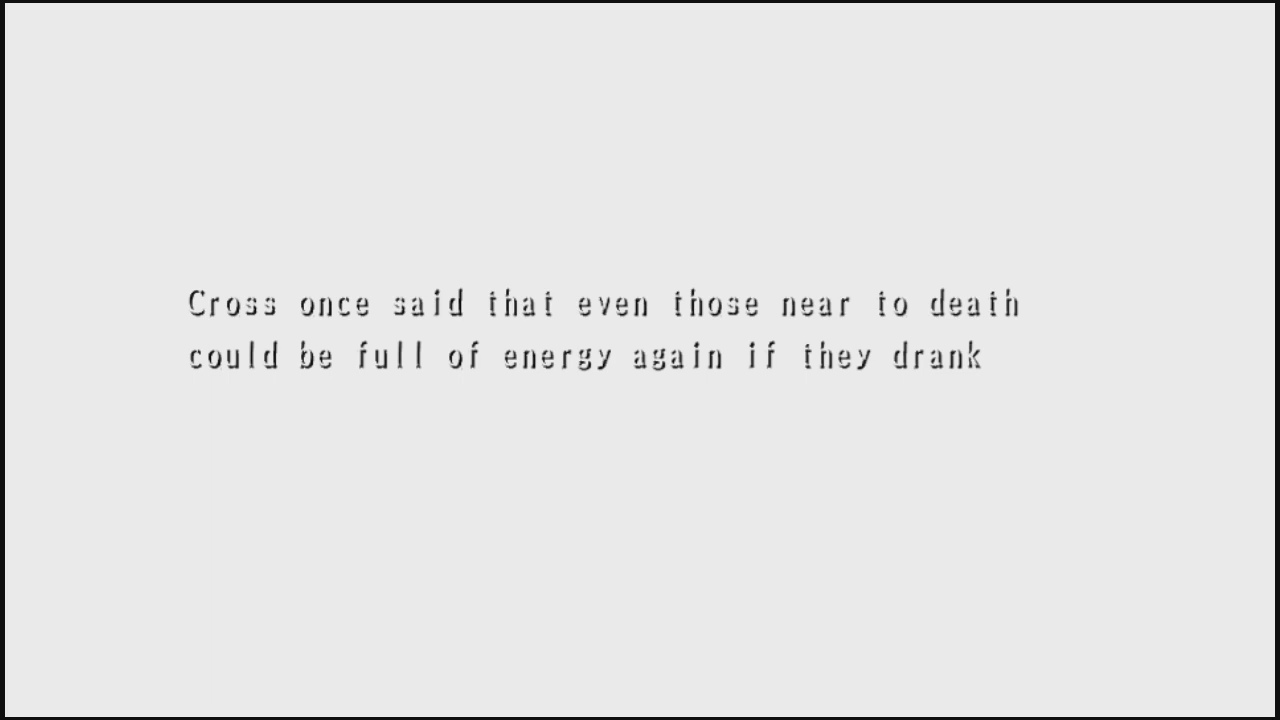 Cross once said that even those near to death
could be full of energy again if they drank